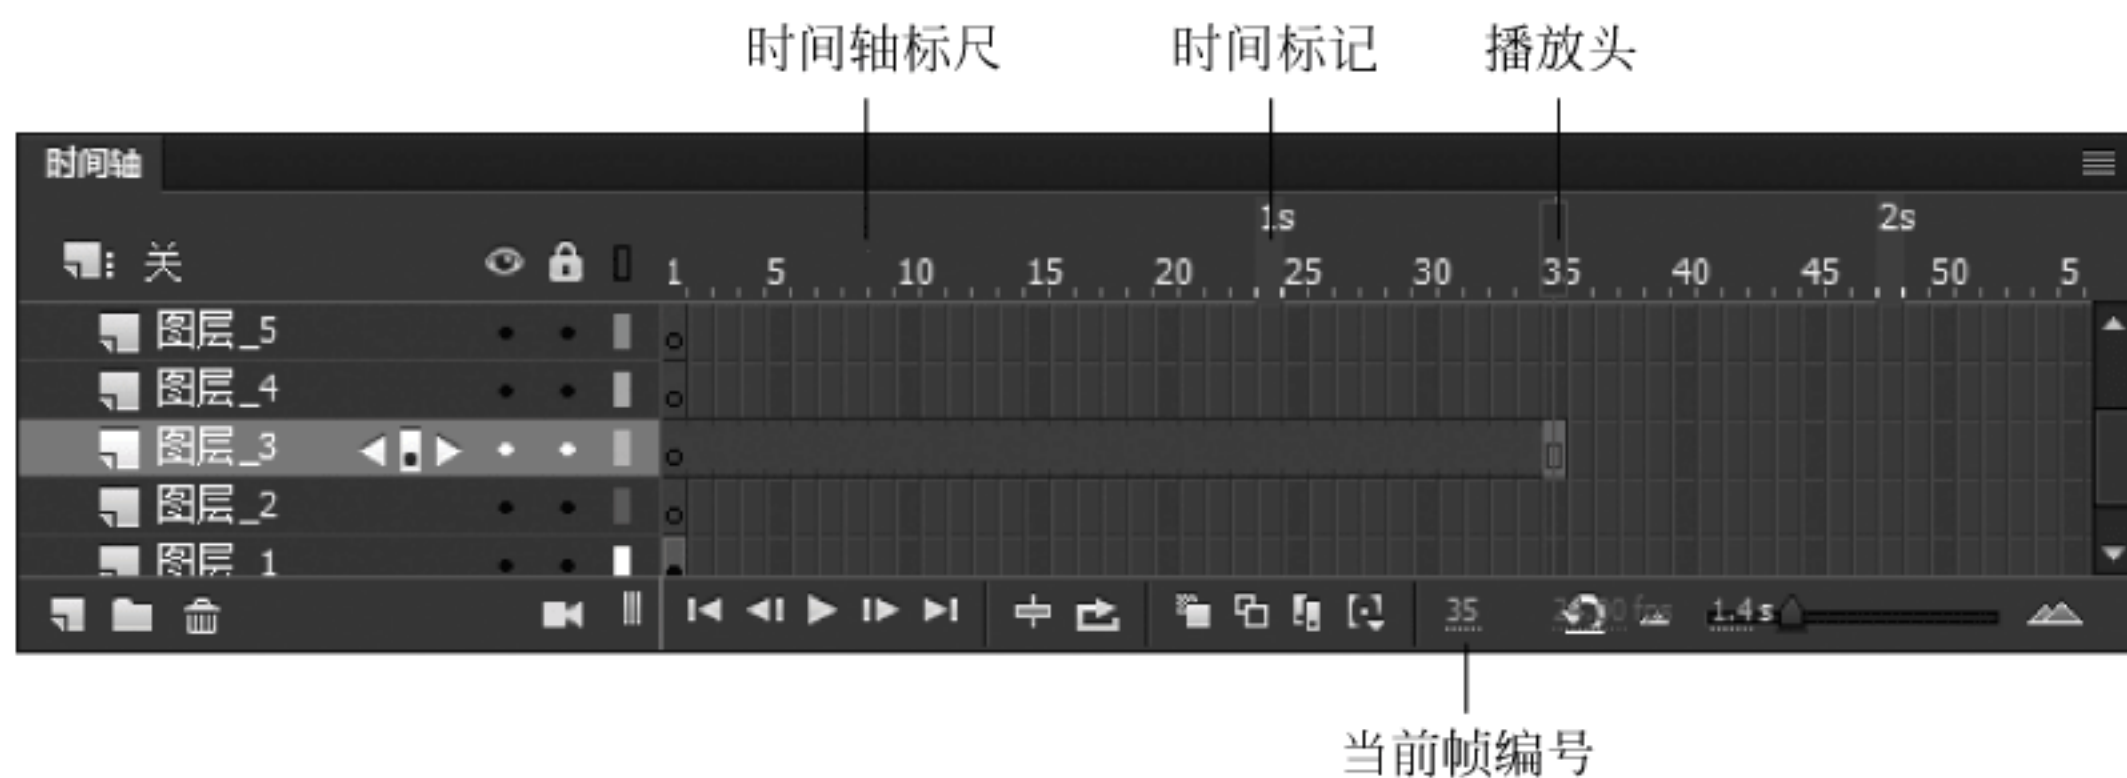 时间轴标尺 时间标记 播放头
时间轴
1s 2s
关 1 5 10 15 20 25 30 35 40 45 50 5
图层_5
图层_4
图层_3
图层_2
图层_1
35 fps 1.4s
当前帧编号